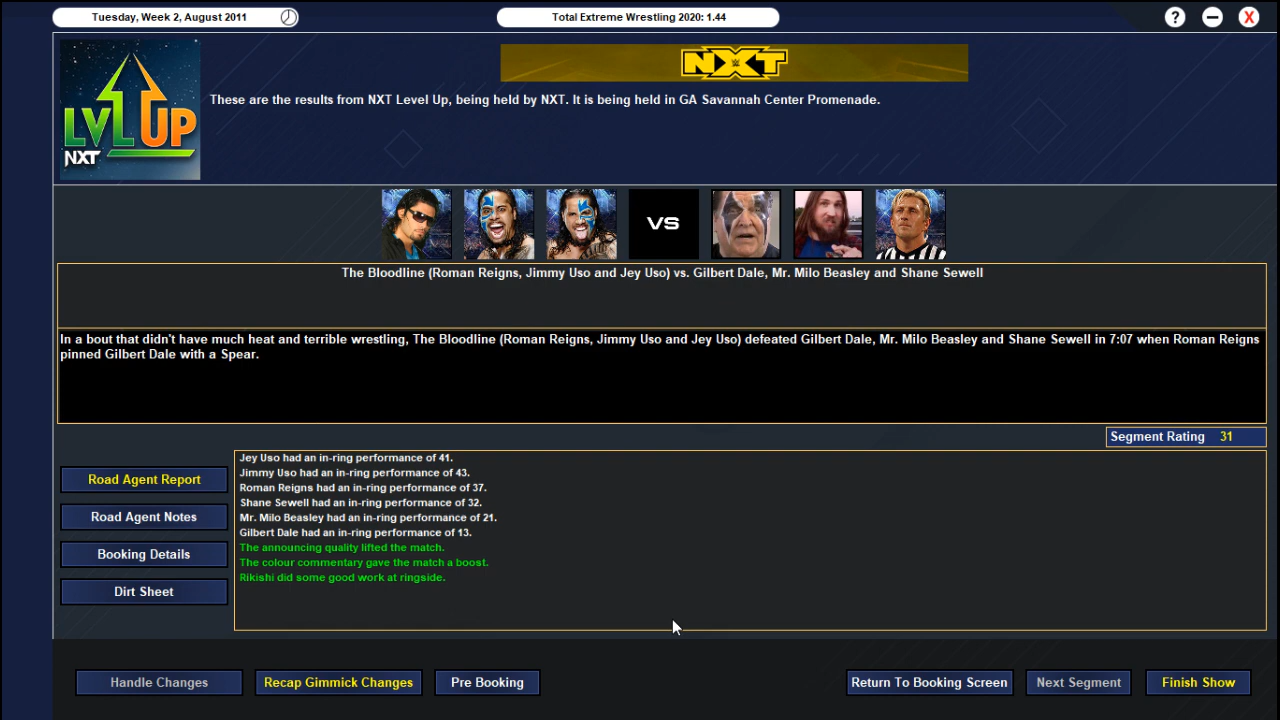 Tuesday, Week 2, August 2011
Total Extreme Wrestling 2020: 1.44
?
X
LVL UP
NXT
NXT
These are the results from NXT Level Up, being held by NXT. It is being held in GA Savannah Center Promenade.
VS
The Bloodline (Roman Reigns, Jimmy Uso and Jey Uso) vs. Gilbert Dale, Mr. Milo Beasley and Shane Sewell
In a bout that didn't have much heat and terrible wrestling, The Bloodline (Roman Reigns, Jimmy Uso and Jey Uso) defeated Gilbert Dale, Mr. Milo Beasley and Shane Sewell in 7:07 when Roman Reigns
pinned Gilbert Dale with a Spear.
Segment Rating 31
Road Agent Report
Road Agent Notes
Booking Details
Dirt Sheet
Jey Uso had an in-ring performance of 41.
Jimmy Uso had an in-ring performance of 43.
Roman Reigns had an in-ring performance of 37.
Shane Sewell had an in-ring performance of 32.
Mr. Milo Beasley had an in-ring performance of 21.
Gilbert Dale had an in-ring performance of 13.
The announcing quality lifted the match.
The colour commentary gave the match a boost.
Rikishi did some good work at ringside.
Handle Changes
Recap Gimmick Changes
Pre Booking
Return To Booking Screen
Next Segment
Finish Show